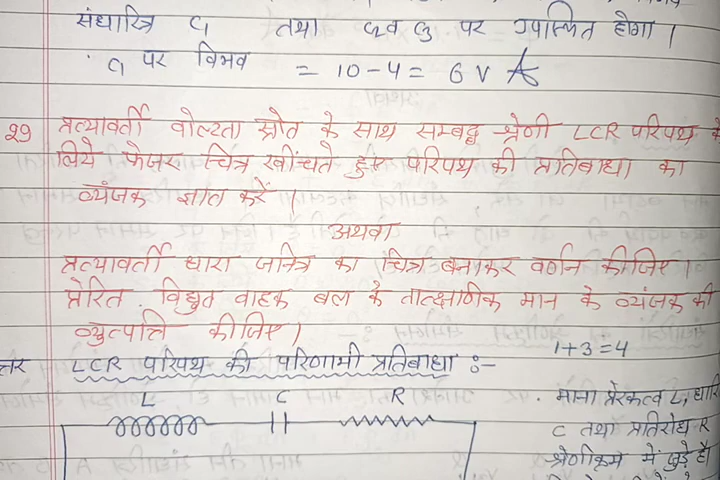 संधारित्र C₁ तथा C₂ व C₃ पर उपस्थित होगा।
C₁ पर विभव = 10 - 4 = 6 V
29 प्रत्यावर्ती वोल्टता स्रोत के साथ सम्बद्ध श्रेणी LCR परिपथ के
लिये फेजर चित्र खींचते हुए परिपथ की प्रतिबाधा का
व्यंजक ज्ञात करें।
अथवा
प्रत्यावर्ती धारा जनित्र का चित्र बनाकर वर्णन कीजिए।
प्रेरित विद्युत वाहक बल के तात्क्षणिक मान के व्यंजक की
व्युत्पत्ति कीजिए।
1+3=4
त्तर LCR परिपथ की परिणामी प्रतिबाधा :-
L C R
माना प्रेरकत्व L, धारि
C तथा प्रतिरोध R
श्रेणीक्रम में जुड़े हैं